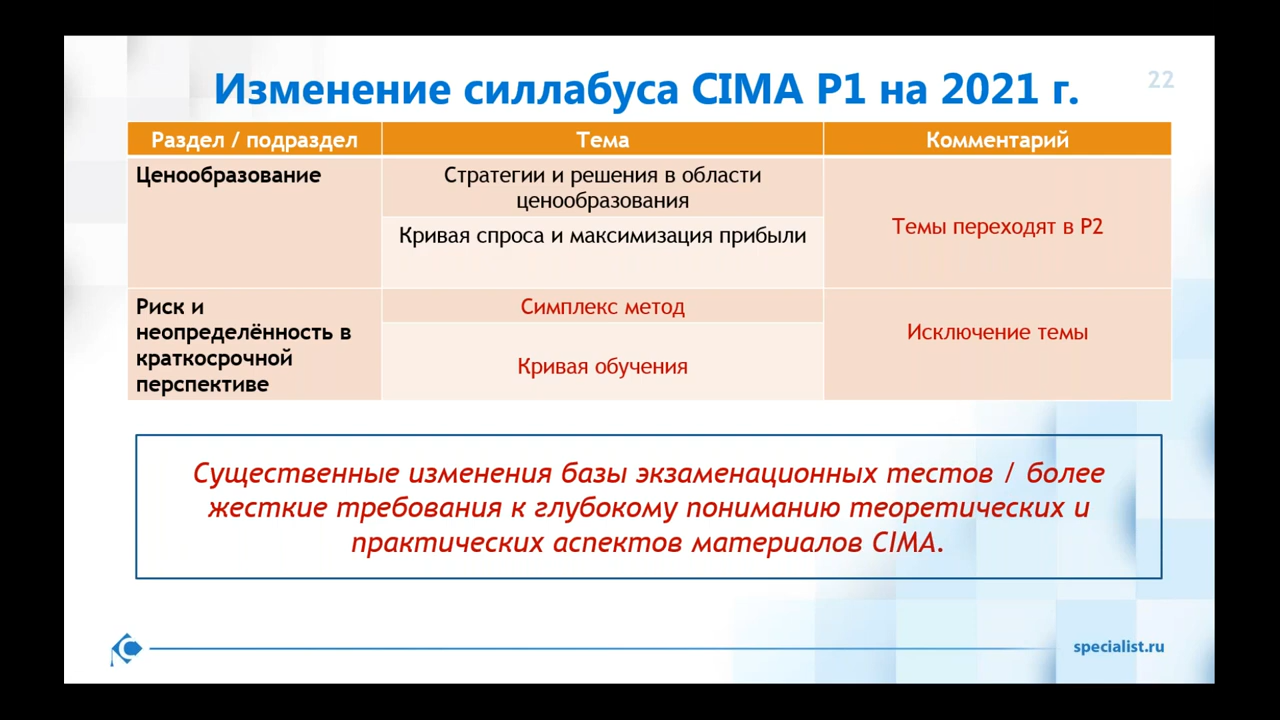 Изменение силлабуса CIMA P1 на 2021 г.
22
Раздел / подраздел
Тема
Комментарий
Ценообразование
Стратегии и решения в области
ценообразования
Кривая спроса и максимизация прибыли
Темы переходят в P2
Риск и
неопределённость в
краткосрочной
перспективе
Симплекс метод
Кривая обучения
Исключение темы
Существенные изменения базы экзаменационных тестов / более
жесткие требования к глубокому пониманию теоретических и
практических аспектов материалов CIMA.
specialist.ru